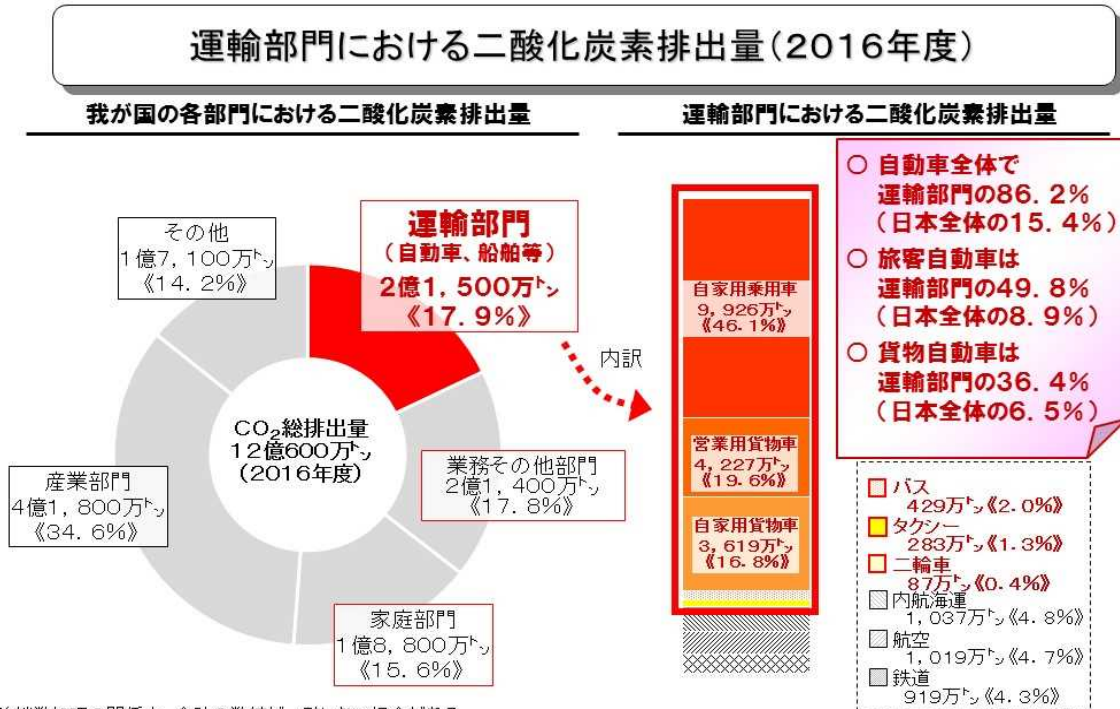 運輸部門における二酸化炭素排出量(2016年度)
我が国の各部門における二酸化炭素排出量
運輸部門における二酸化炭素排出量
運輸部門
(自動車、船舶等)
2億1,500万㌧
《17.9%》
その他
1億7,100万㌧
《14.2%》
CO₂総排出量
12億600万㌧
(2016年度)
産業部門
4億1,800万㌧
《34.6%》
業務その他部門
2億1,400万㌧
《17.8%》
家庭部門
1億8,800万㌧
《15.6%》
内訳
自家用乗用車
9,926万㌧
《46.1%》
営業用貨物車
4,227万㌧
《19.6%》
自家用貨物車
3,619万㌧
《16.8%》
○ 自動車全体で
運輸部門の86.2%
(日本全体の15.4%)
○ 旅客自動車は
運輸部門の49.8%
(日本全体の8.9%)
○ 貨物自動車は
運輸部門の36.4%
(日本全体の6.5%)
バス
429万㌧《2.0%》
タクシー
283万㌧《1.3%》
二輪車
87万㌧《0.4%》
内航海運
1,037万㌧《4.8%》
航空
1,019万㌧《4.7%》
鉄道
919万㌧《4.3%》